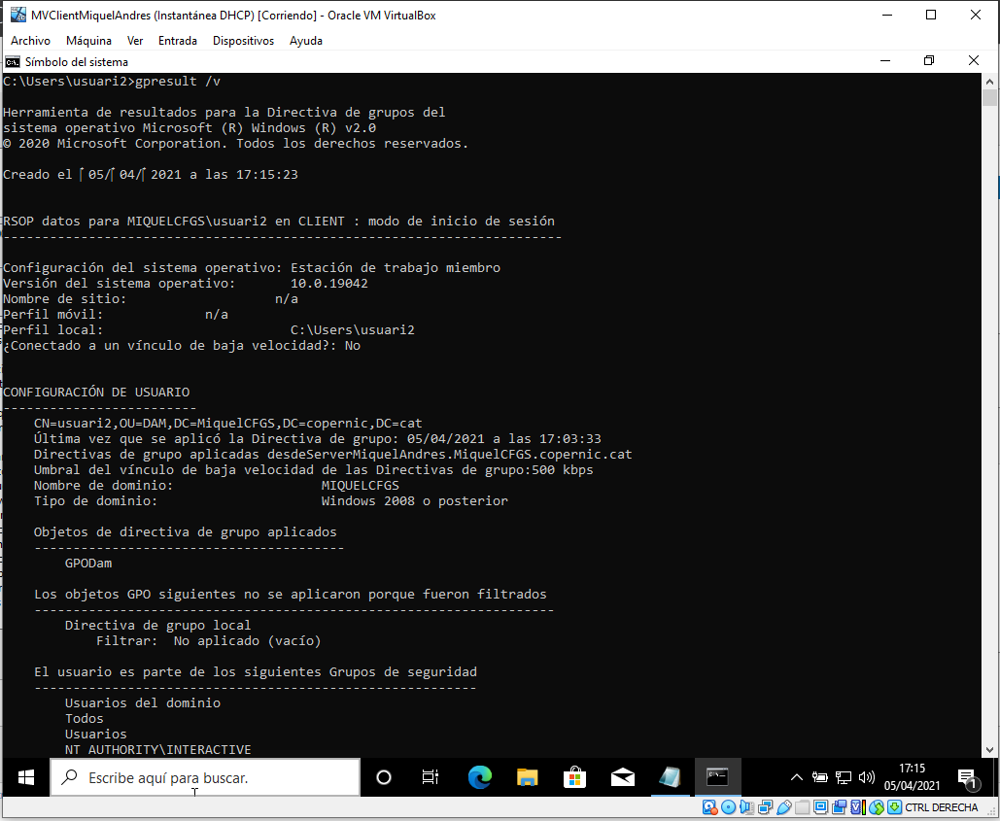 MVClientMiquelAndres (Instantánea DHCP) [Corriendo] - Oracle VM VirtualBox
Archivo Máquina Ver Entrada Dispositivos Ayuda
Símbolo del sistema
C:\Users\usuari2>gpresult /v
Herramienta de resultados para la Directiva de grupos del
sistema operativo Microsoft (R) Windows (R) v2.0
© 2020 Microsoft Corporation. Todos los derechos reservados.
Creado el 05/04/2021 a las 17:15:23
RSOP datos para MIQUELCFGS\usuari2 en CLIENT : modo de inicio de sesión
------------------------------------------------------------------------
Configuración del sistema operativo: Estación de trabajo miembro
Versión del sistema operativo: 10.0.19042
Nombre de sitio: n/a
Perfil móvil: n/a
Perfil local: C:\Users\usuari2
¿Conectado a un vínculo de baja velocidad?: No
CONFIGURACIÓN DE USUARIO
-------------------------
CN=usuari2,OU=DAM,DC=MiquelCFGS,DC=copernic,DC=cat
Última vez que se aplicó la Directiva de grupo: 05/04/2021 a las 17:03:33
Directivas de grupo aplicadas desdeServerMiquelAndres.MiquelCFGS.copernic.cat
Umbral del vínculo de baja velocidad de las Directivas de grupo:500 kbps
Nombre de dominio: MIQUELCFGS
Tipo de dominio: Windows 2008 o posterior
Objetos de directiva de grupo aplicados
----------------------------------------
GPODam
Los objetos GPO siguientes no se aplicaron porque fueron filtrados
-------------------------------------------------------------------
Directiva de grupo local
Filtrar: No aplicado (vacío)
El usuario es parte de los siguientes Grupos de seguridad
---------------------------------------------------------
Usuarios del dominio
Todos
Usuarios
NT AUTHORITY\INTERACTIVE
Escribe aquí para buscar.
17:15
05/04/2021
1
CTRL DERECHA